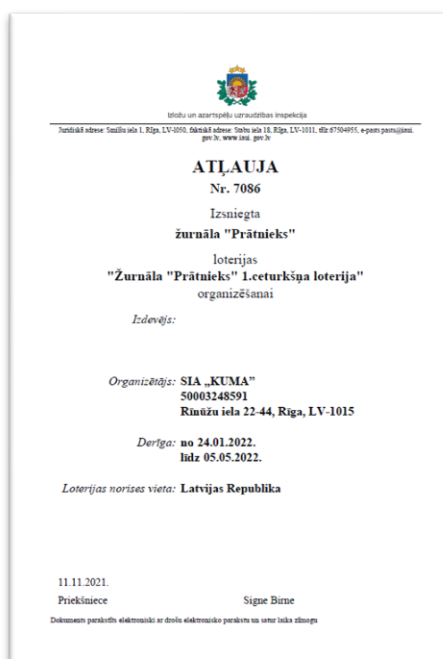 Izložu un azartspēļu uzraudzības inspekcija
Juridiskā adrese: Smilšu iela 1, Rīga, LV-1050, faktiskā adrese: Stabu iela 18, Rīga, LV-1011, tālr.67504955, e-pasts pasts@iaui.
gov.lv, www.iaui.gov.lv
ATĻAUJA
Nr. 7086
Izsniegta
žurnāla "Prātnieks"
loterijas
"Žurnāla "Prātnieks" 1.ceturkšņa loterija"
organizēšanai
Izdevējs:
Organizētājs: SIA „KUMA”
50003248591
Rīnūžu iela 22-44, Rīga, LV-1015
Derīga: no 24.01.2022.
līdz 05.05.2022.
Loterijas norises vieta: Latvijas Republika
11.11.2021.
Priekšniece Signe Birne
Dokuments parakstīts elektroniski ar drošu elektronisko parakstu un satur laika zīmogu